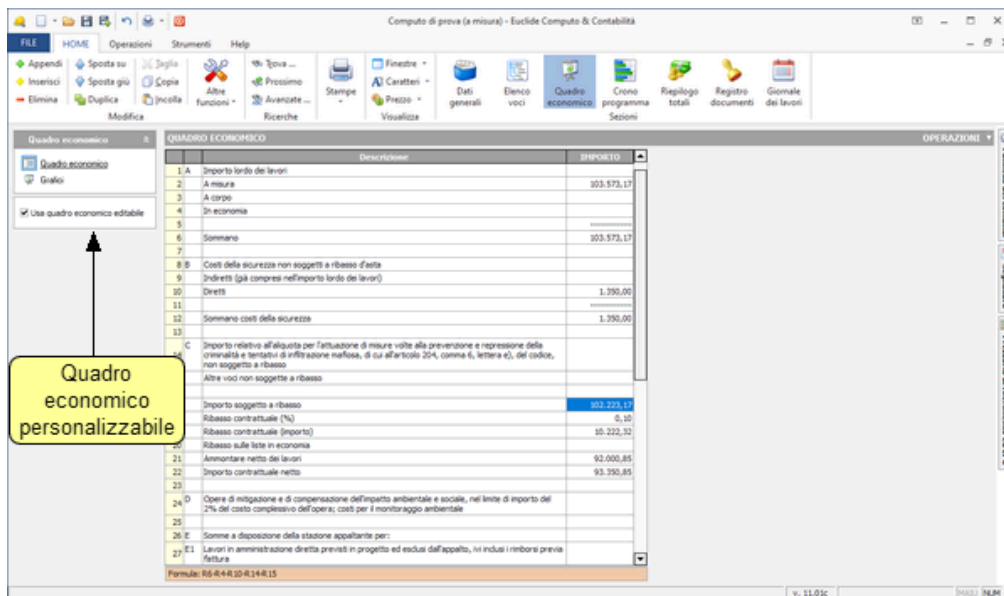 Computo di prova (a misura) - Euclide Computo & Contabilità
FILE HOME Operazioni Strumenti Help
Appendi Sposta su Taglia Trova ... Finestre
Inserisci Sposta giù Copia Prossimo Caratteri
Elimina Duplica Incolla Avanzate ... Prezzo
Altre funzioni Stampe Dati generali Elenco voci Quadro economico Crono programma Riepilogo totali Registro documenti Giornale dei lavori
Modifica Ricerche Visualizza Sezioni
Quadro economico QUADRO ECONOMICO OPERAZIONI
Quadro economico
Grafici
Usa quadro economico editabile
Quadro
economico
personalizzabile
Descrizione IMPORTO
1 A Importo lordo dei lavori
2 A misura 103.573,17
3 A corpo
4 In economia
5 ------------
6 Sommano 103.573,17
7
8 B Costi della sicurezza non soggetti a ribasso d'asta
9 Indiretti (già compresi nell'importo lordo dei lavori)
10 Diretti 1.350,00
11 ------------
12 Sommano costi della sicurezza 1.350,00
13
C Importo relativo all'aliquota per l'attuazione di misure volte alla prevenzione e repressione della
criminalità e tentativi di infiltrazione mafiosa, di cui all'articolo 204, comma 6, lettera e), del codice,
non soggetto a ribasso
Altre voci non soggette a ribasso
Importo soggetto a ribasso 102.223,17
Ribasso contrattuale (%) 0,10
Ribasso contrattuale (importo) 10.222,32
20 Ribasso sulle liste in economia
21 Ammontare netto dei lavori 92.000,85
22 Importo contrattuale netto 93.350,85
23
24 D Opere di mitigazione e di compensazione dell'impatto ambientale e sociale, nel limite di importo del
2% del costo complessivo dell'opera; costi per il monitoraggio ambientale
25
26 E Somme a disposizione della stazione appaltante per:
27 E1 Lavori in amministrazione diretta previsti in progetto ed esclusi dall'appalto, ivi inclusi i rimborsi previa
fattura
Formula: R6-R4-R10-R14-R15
v. 11.01c MAIU NUM